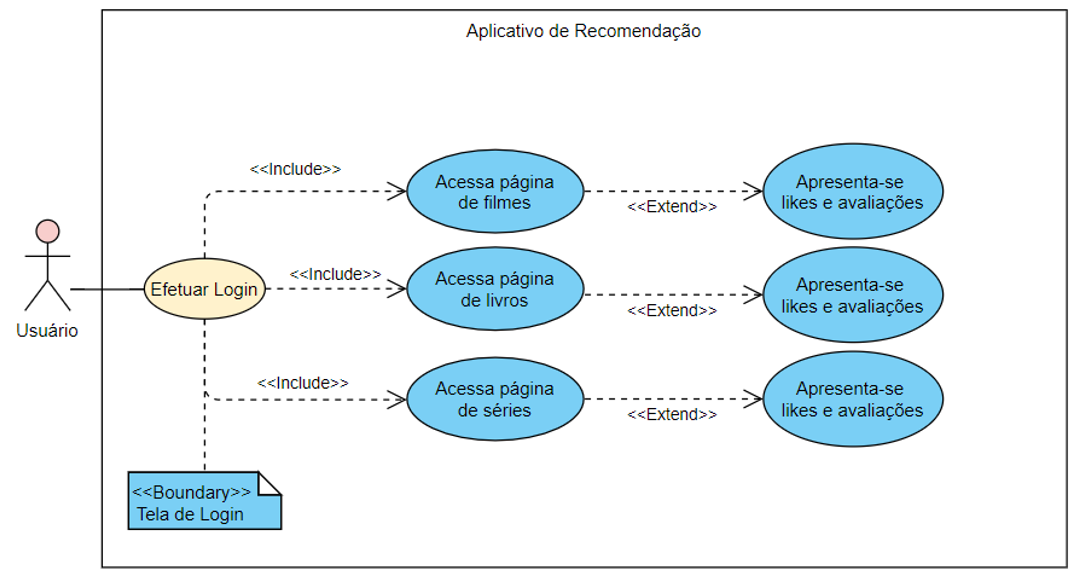 Aplicativo de Recomendação
<<Include>>
Acessa página
de filmes
<<Extend>>
Apresenta-se
likes e avaliações
Usuário
Efetuar Login
<<Include>>
Acessa página
de livros
<<Extend>>
Apresenta-se
likes e avaliações
<<Include>>
Acessa página
de séries
<<Extend>>
Apresenta-se
likes e avaliações
<<Boundary>>
Tela de Login